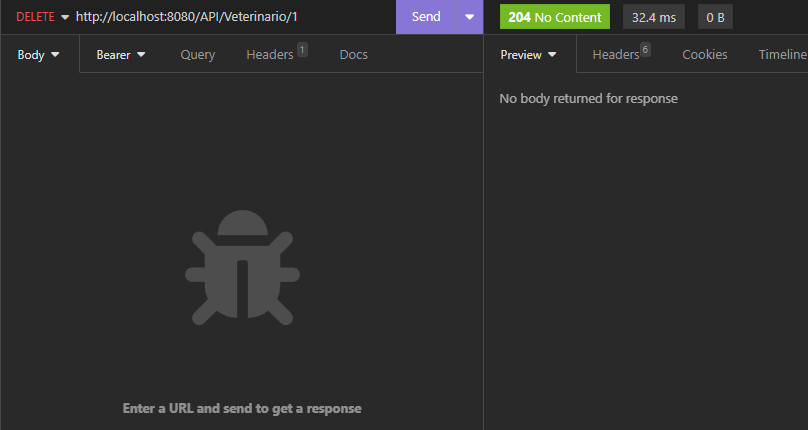 DELETE http://localhost:8080/API/Veterinario/1 Send
204 No Content 32.4 ms 0 B
Body Bearer Query Headers 1 Docs
Preview Headers 6 Cookies Timeline
No body returned for response
Enter a URL and send to get a response